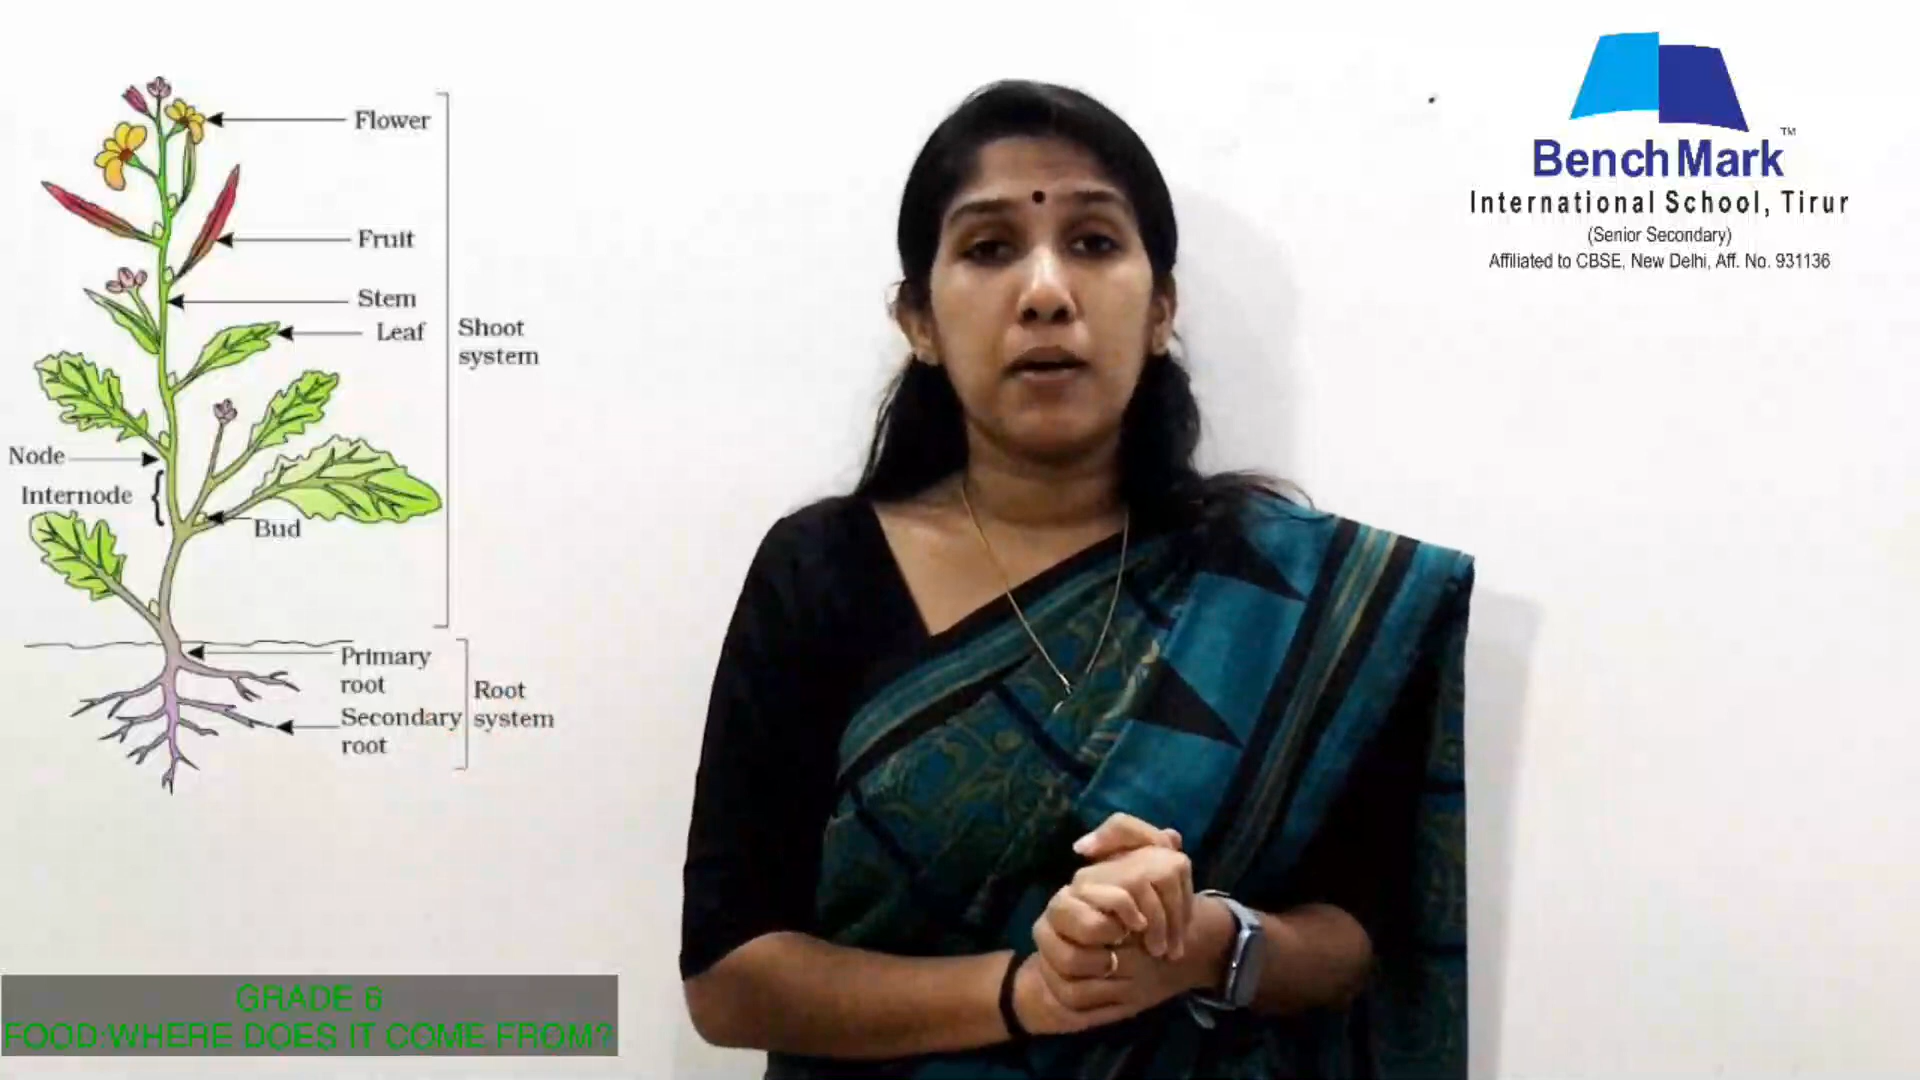 Flower
Fruit
Stem
Leaf
Shoot
system
Node
Internode
Bud
Primary
root
Secondary
root
Root
system
BenchMark™
International School, Tirur
(Senior Secondary)
Affiliated to CBSE, New Delhi, Aff. No. 931136
GRADE 6
FOOD:WHERE DOES IT COME FROM?